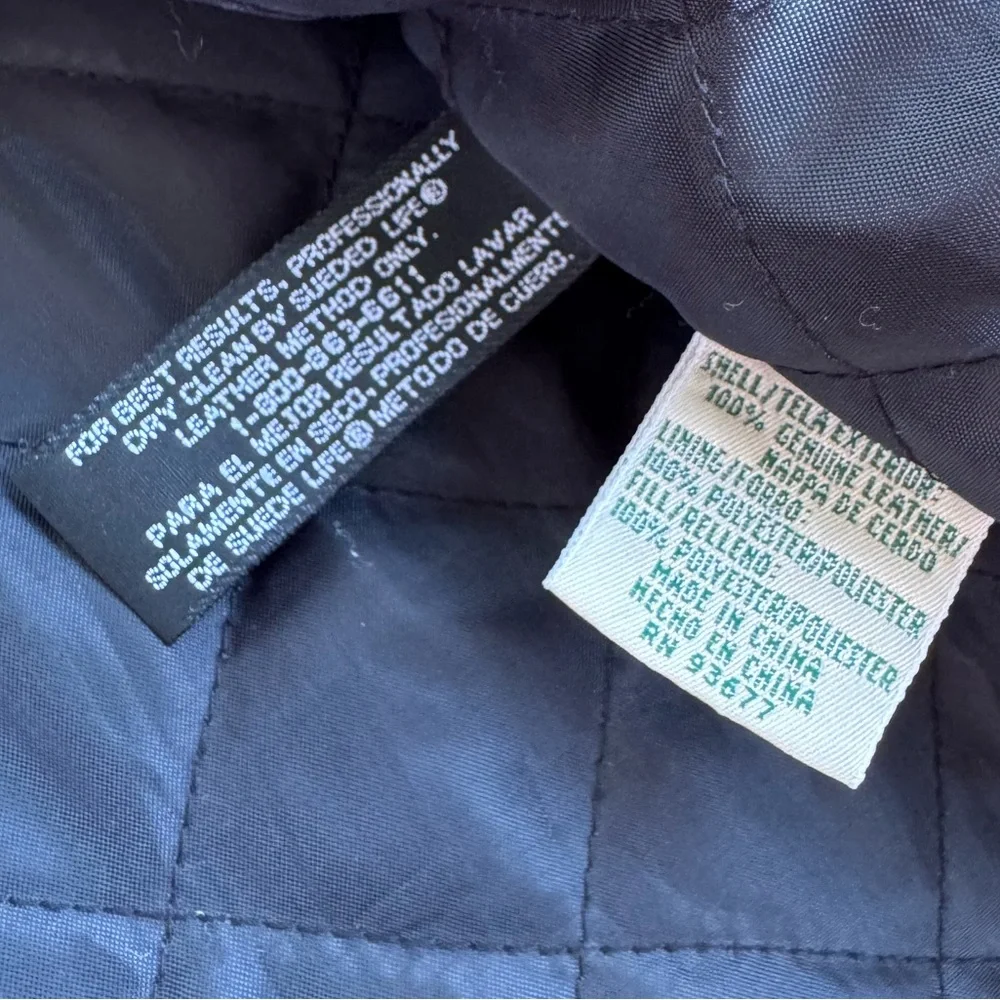 FOR BEST RESULTS, PROFESSIONALLY
DRY CLEAN BY SUEDED LIFE®
LEATHER METHOD ONLY.
1-800-663-6611
PARA EL MEJOR RESULTADO LAVAR
SOLAMENTE EN SECO, PROFESIONALMENTE
DE SUEDE LIFE® METODO DE CUERO.
SHELL/TELA EXTERIOR:
100% GENUINE LEATHER/
NAPPA DE CERDO
LINING/FORRO:
100% POLYESTER/POLIESTER
FILL/RELLENO:
100% POLYESTER/POLIESTER
MADE IN CHINA
HECHO EN CHINA
RN 93677